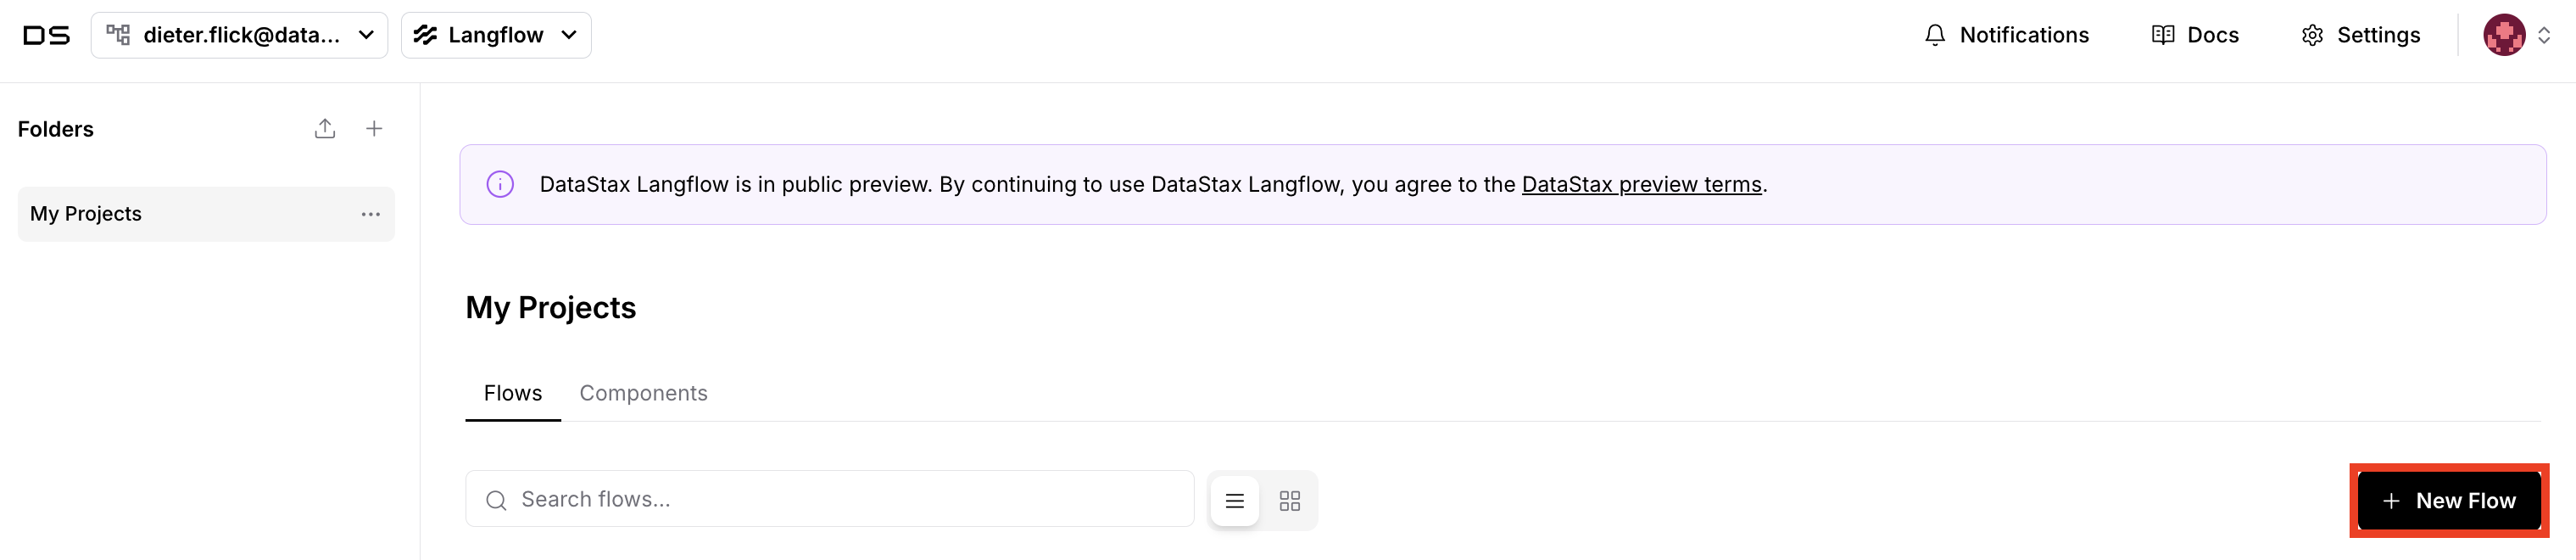 DS dieter.flick@data... Langflow Notifications Docs Settings
Folders
My Projects
DataStax Langflow is in public preview. By continuing to use DataStax Langflow, you agree to the DataStax preview terms.
My Projects
Flows Components
Search flows...
New Flow